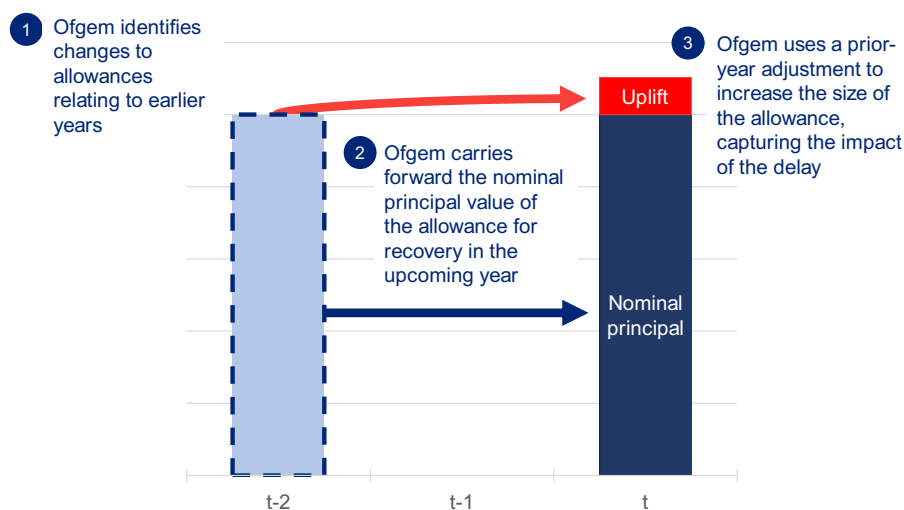 1
Ofgem identifies
changes to
allowances
relating to earlier
years
2
Ofgem carries
forward the nominal
principal value of
the allowance for
recovery in the
upcoming year
3
Ofgem uses a prior-
year adjustment to
increase the size of
the allowance,
capturing the impact
of the delay
Uplift
Nominal
principal
t-2
t-1
t